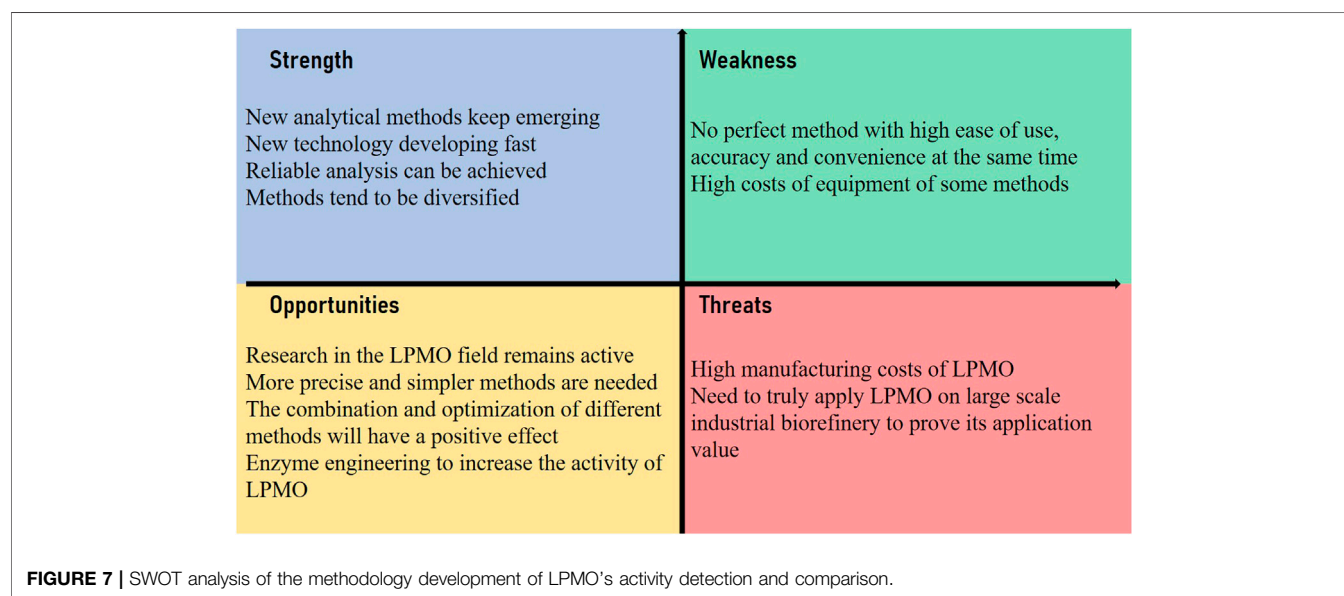 Strength
New analytical methods keep emerging
New technology developing fast
Reliable analysis can be achieved
Methods tend to be diversified
Weakness
No perfect method with high ease of use,
accuracy and convenience at the same time
High costs of equipment of some methods
Opportunities
Research in the LPMO field remains active
More precise and simpler methods are needed
The combination and optimization of different
methods will have a positive effect
Enzyme engineering to increase the activity of
LPMO
Threats
High manufacturing costs of LPMO
Need to truly apply LPMO on large scale
industrial biorefinery to prove its application
value
FIGURE 7 | SWOT analysis of the methodology development of LPMO's activity detection and comparison.